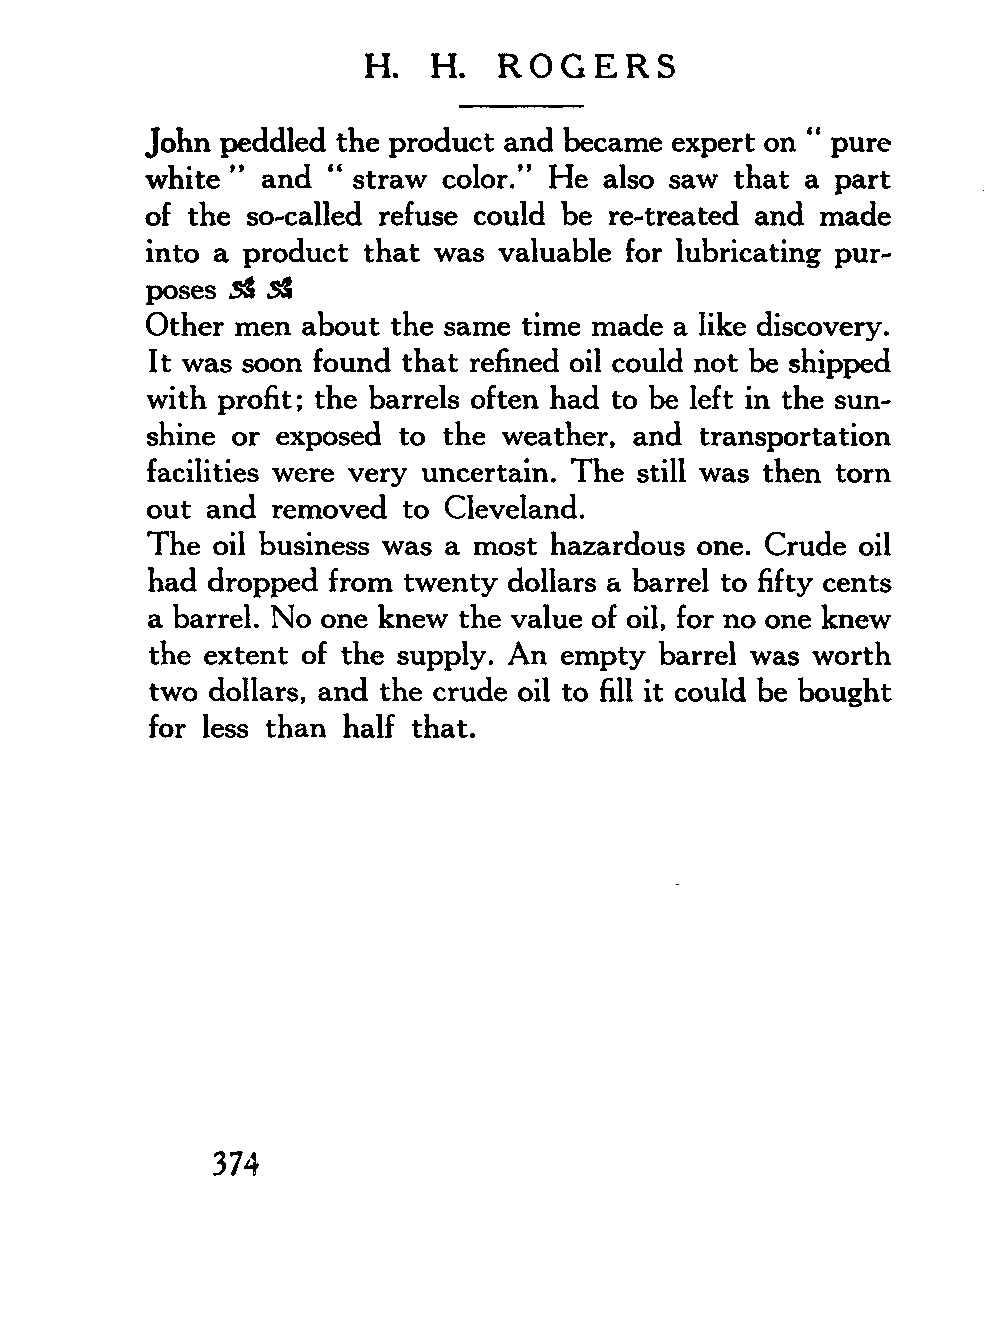 H. H. ROGERS
John peddled the product and became expert on " pure
white " and " straw color." He also saw that a part
of the so-called refuse could be re-treated and made
into a product that was valuable for lubricating pur-
poses
Other men about the same time made a like discovery.
It was soon found that refined oil could not be shipped
with profit; the barrels often had to be left in the sun-
shine or exposed to the weather, and transportation
facilities were very uncertain. The still was then torn
out and removed to Cleveland.
The oil business was a most hazardous one. Crude oil
had dropped from twenty dollars a barrel to fifty cents
a barrel. No one knew the value of oil, for no one knew
the extent of the supply. An empty barrel was worth
two dollars, and the crude oil to fill it could be bought
for less than half that.
374